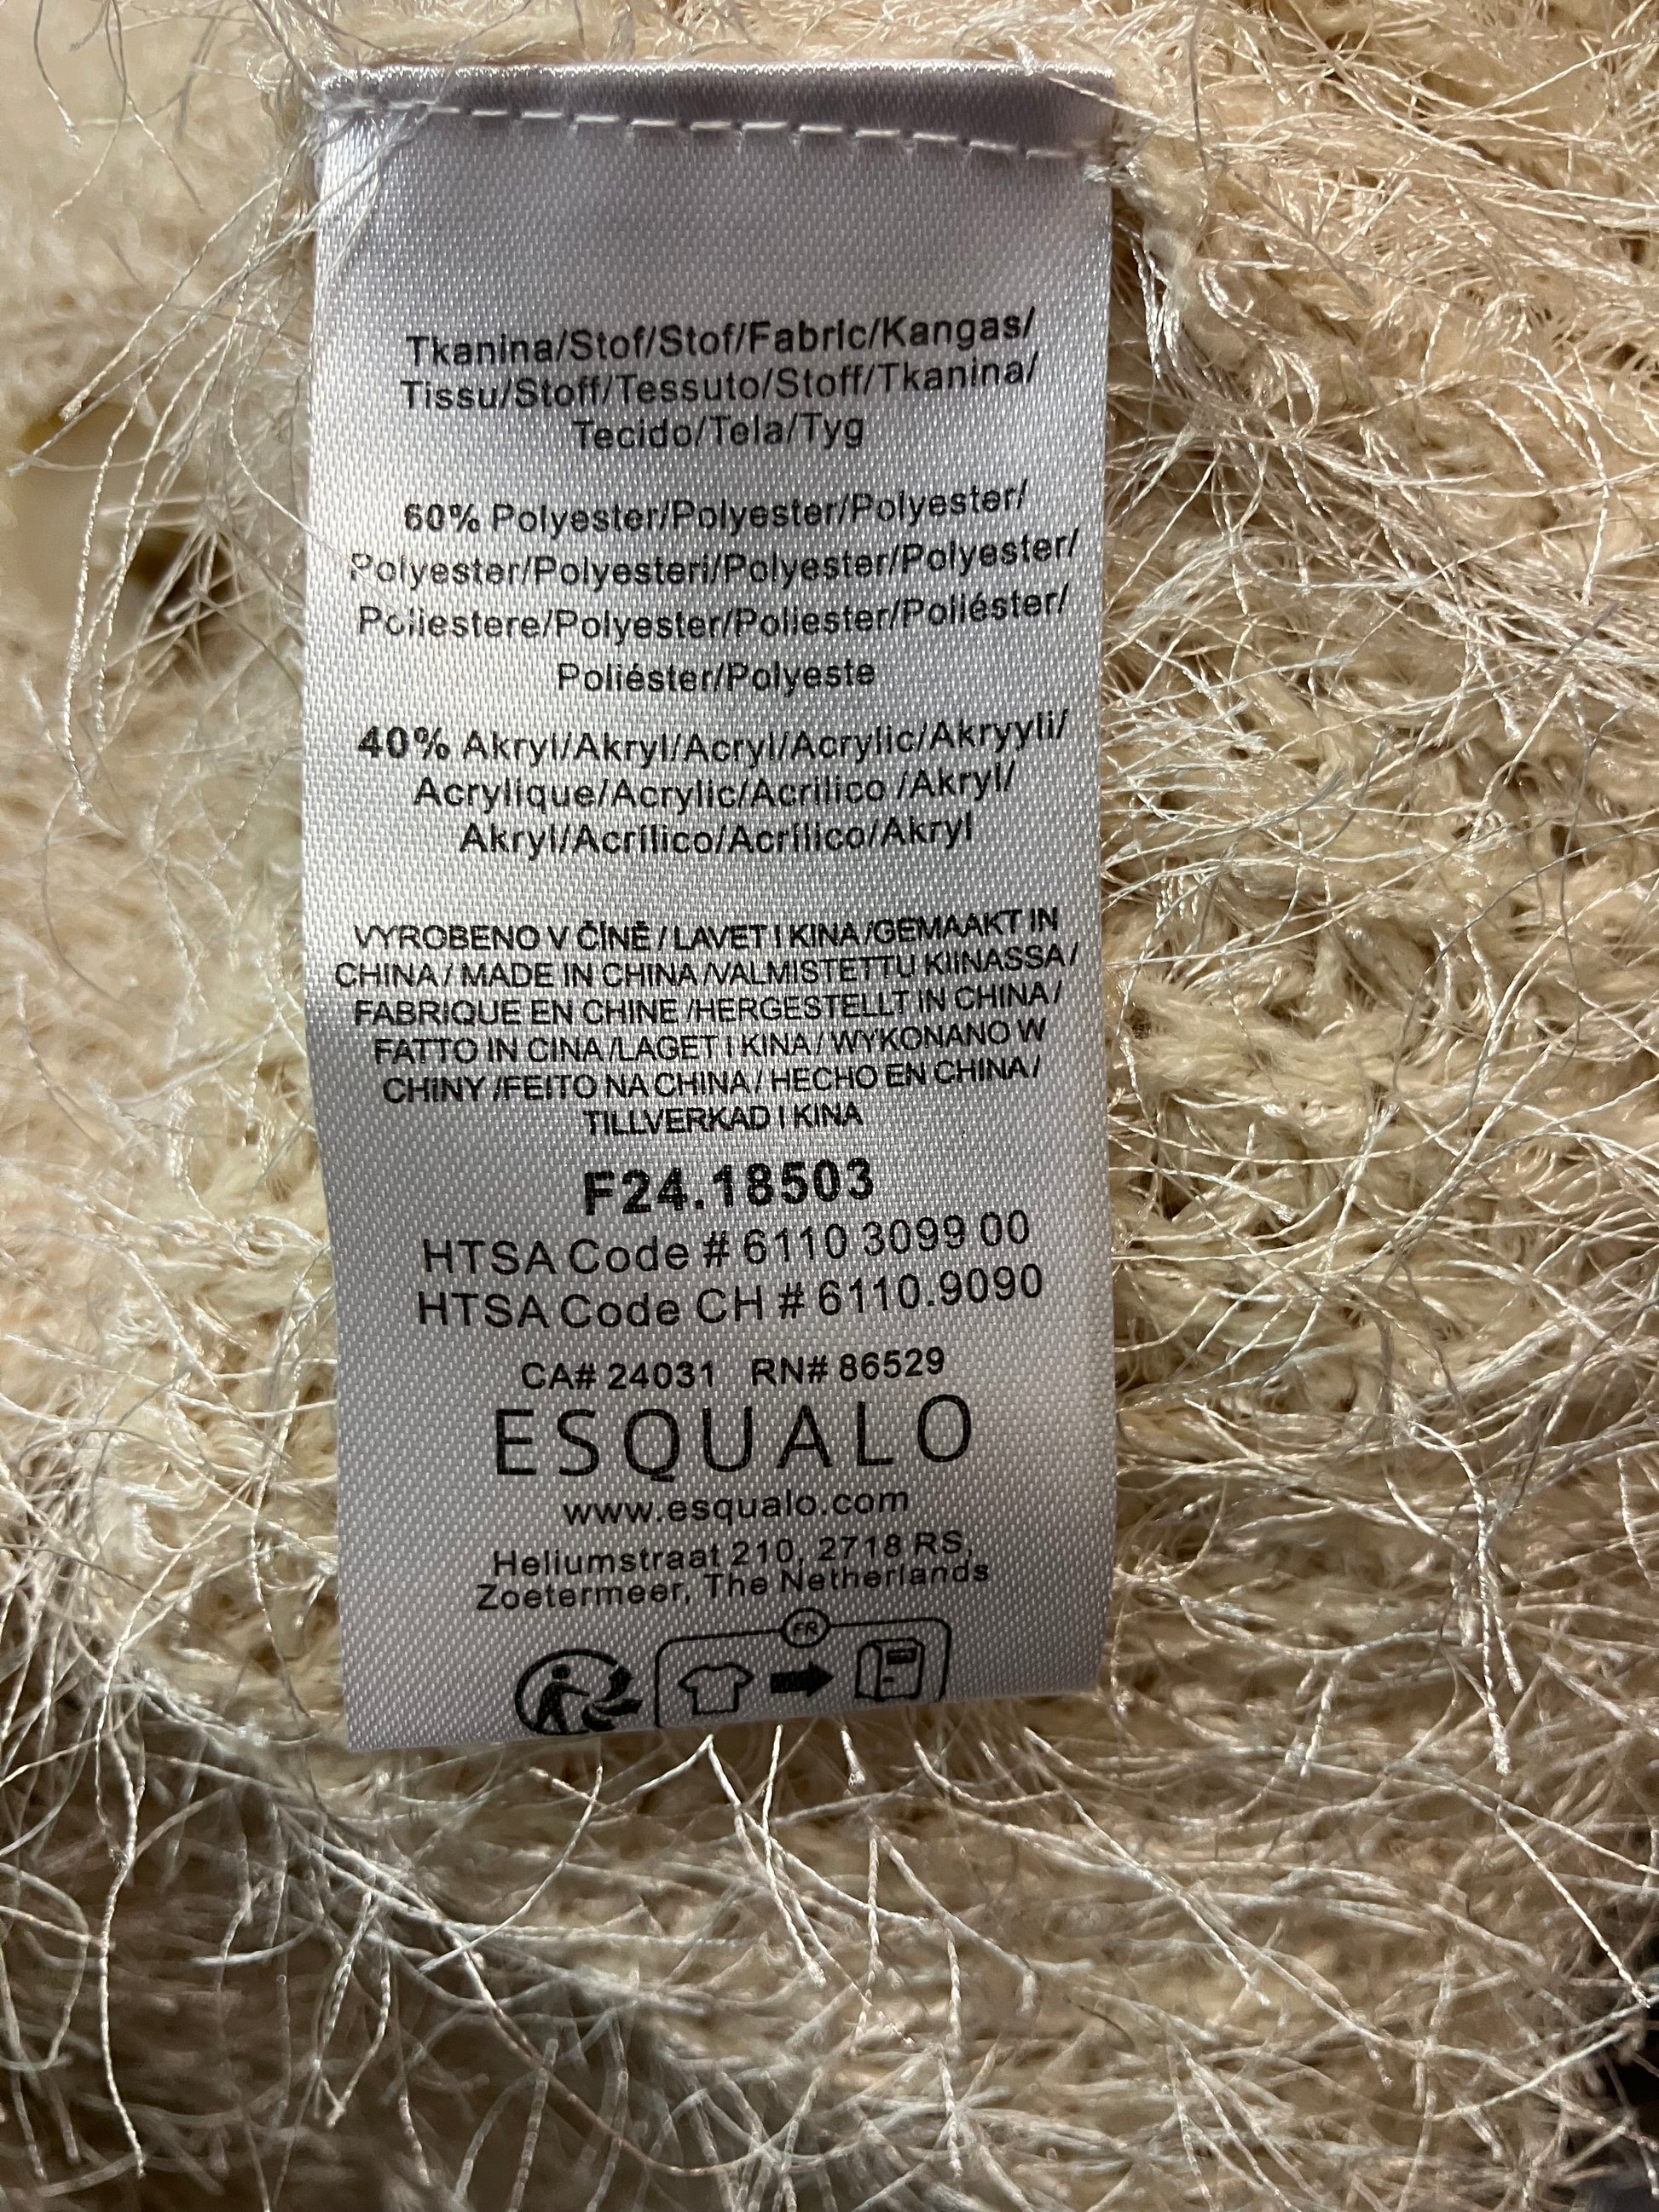 Tkanina/Stof/Stof/Fabric/Kangas/
Tissu/Stoff/Tessuto/Stoff/Tkanina/
Tecido/Tela/Tyg
60% Polyester/Polyester/Polyester/
Polyester/Polyesteri/Polyester/Polyester/
Poliestere/Polyester/Poliester/Poliéster/
Poliéster/Polyeste
40% Akryl/Akryl/Acryl/Acrylic/Akryyli/
Acrylique/Acrylic/Acrilico /Akryl/
Akryl/Acrílico/Acrílico/Akryl
VYROBENO V ČÍNĚ / LAVET I KINA /GEMAAKT IN
CHINA / MADE IN CHINA /VALMISTETTU KIINASSA /
FABRIQUE EN CHINE /HERGESTELLT IN CHINA /
FATTO IN CINA /LAGET I KINA / WYKONANO W
CHINY /FEITO NA CHINA / HECHO EN CHINA /
TILLVERKAD I KINA
F24.18503
HTSA Code # 6110 3099 00
HTSA Code CH # 6110.9090
CA# 24031 RN# 86529
ESQUALO
www.esqualo.com
Heliumstraat 210, 2718 RS,
Zoetermeer, The Netherlands
FR